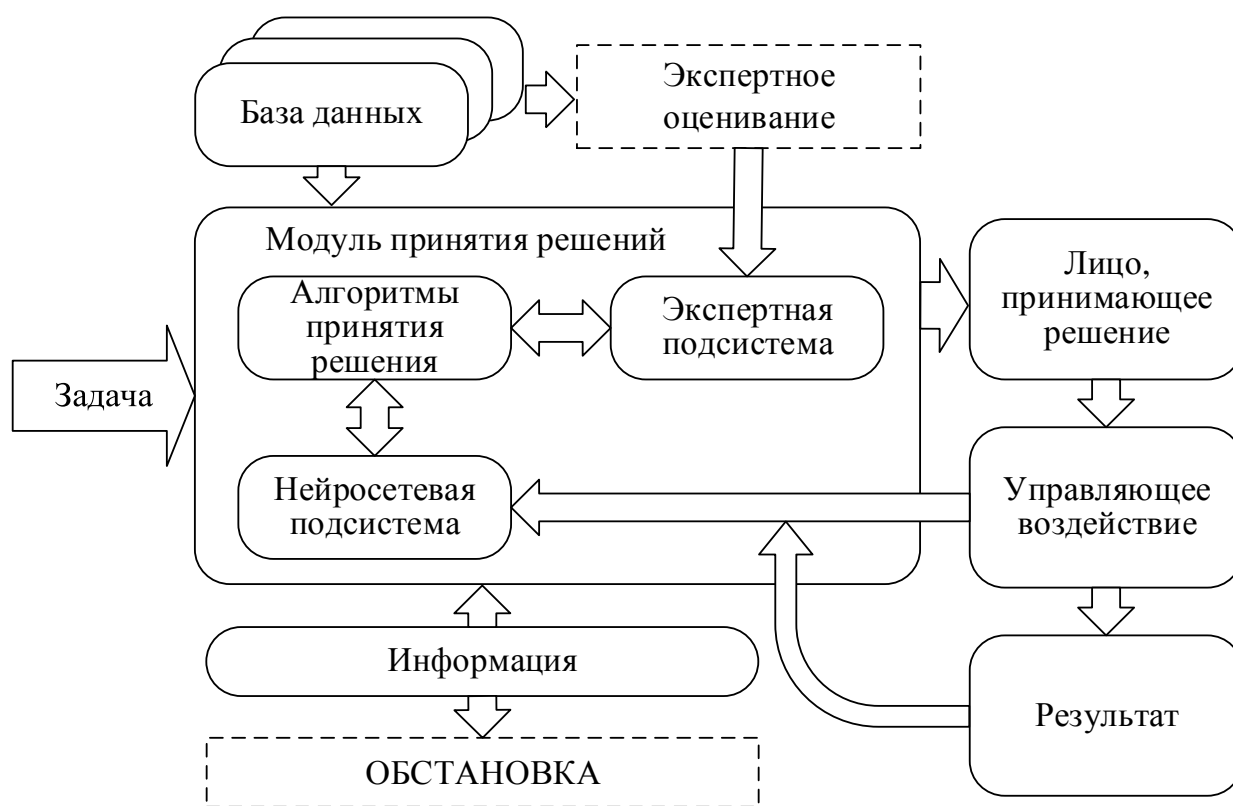 База данных
Экспертное
оценивание
Модуль принятия решений
Алгоритмы
принятия
решения
Экспертная
подсистема
Лицо,
принимающее
решение
Задача
Нейросетевая
подсистема
Управляющее
воздействие
Информация
Результат
ОБСТАНОВКА